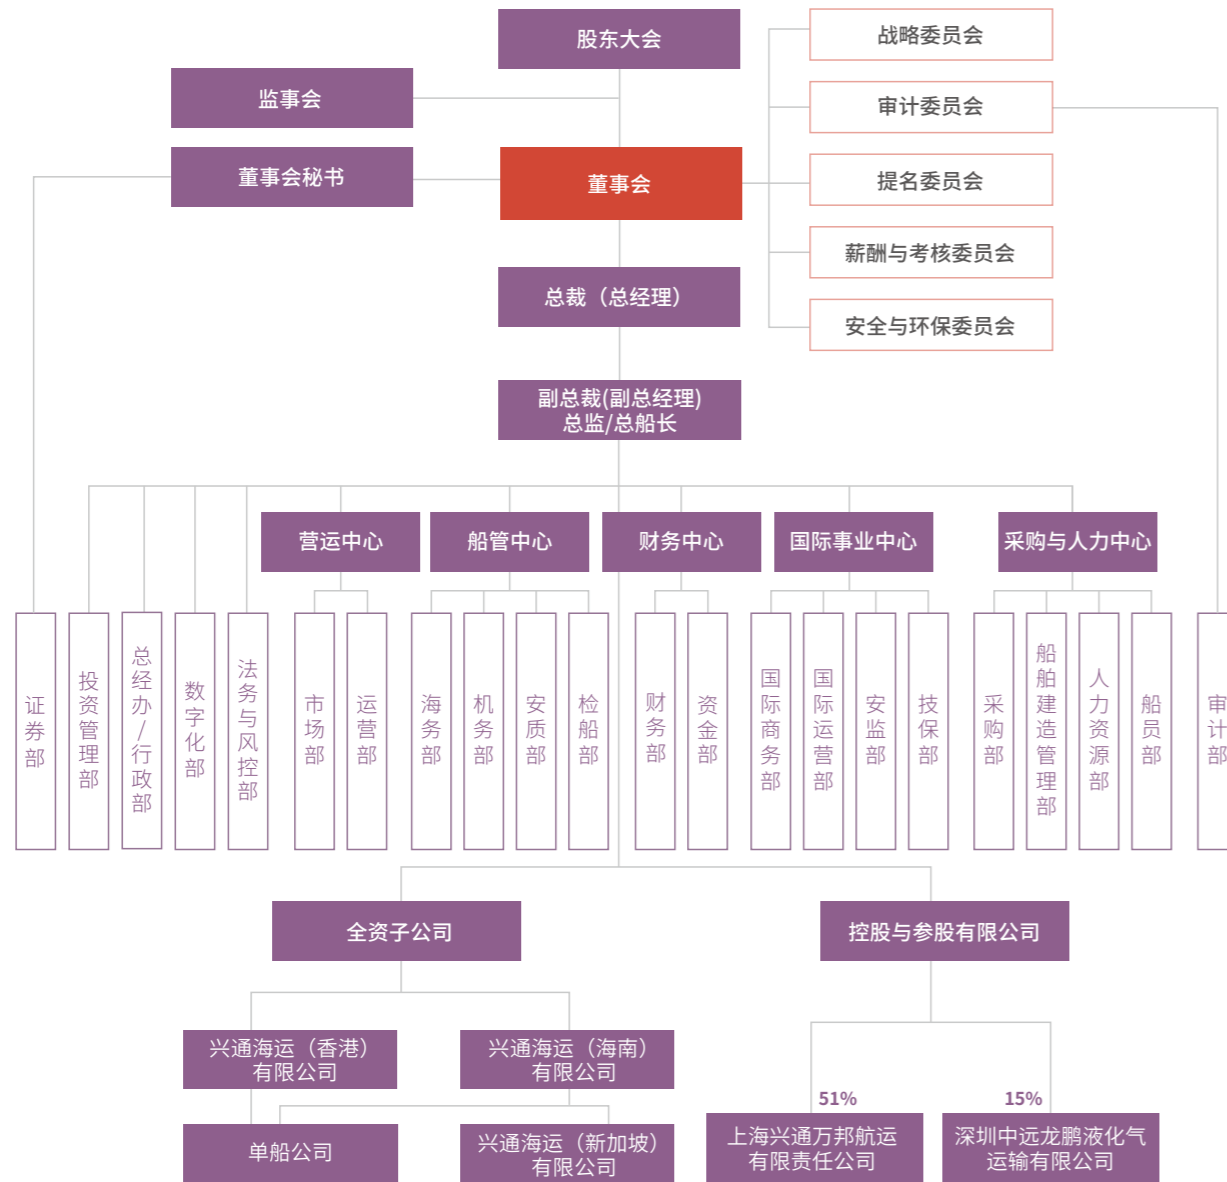 股东大会
监事会
董事会秘书
董事会
战略委员会
审计委员会
提名委员会
薪酬与考核委员会
安全与环保委员会
总裁（总经理）
副总裁(副总经理)
总监/总船长
营运中心
船管中心
财务中心
国际事业中心
采购与人力中心
证券部
投资管理部
总经办/行政部
数字化部
法务与风控部
市场部
运营部
海务部
机务部
安质部
检船部
财务部
资金部
国际商务部
国际运营部
安监部
技保部
采购部
船舶建造管理部
人力资源部
船员部
审计部
全资子公司
控股与参股有限公司
兴通海运（香港）
有限公司
兴通海运（海南）
有限公司
单船公司
兴通海运（新加坡）
有限公司
51%
15%
上海兴通万邦航运
有限责任公司
深圳中远龙鹏液化气
运输有限公司